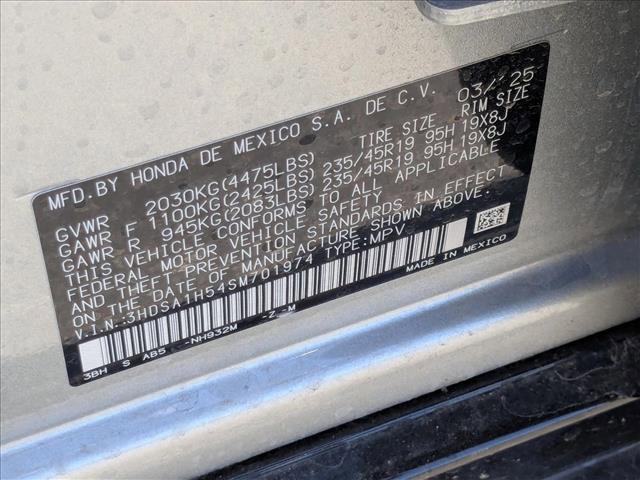 MFD.BY HONDA DE MEXICO S.A. DE C.V. 03/'25
TIRE SIZE RIM SIZE
GVWR 2030KG(4475LBS)
GAWR F 1100KG(2425LBS) 235/45R19 95H 19X8J
GAWR R 945KG(2083LBS) 235/45R19 95H 19X8J
THIS VEHICLE CONFORMS TO ALL APPLICABLE
FEDERAL MOTOR VEHICLE SAFETY
AND THEFT PREVENTION STANDARDS IN EFFECT
ON THE DATE OF MANUFACTURE SHOWN ABOVE.
V.I.N.:3HDSA1H54SM701974 TYPE:MPV
3BH S AB5 -NH932M -Z -M
MADE IN MEXICO